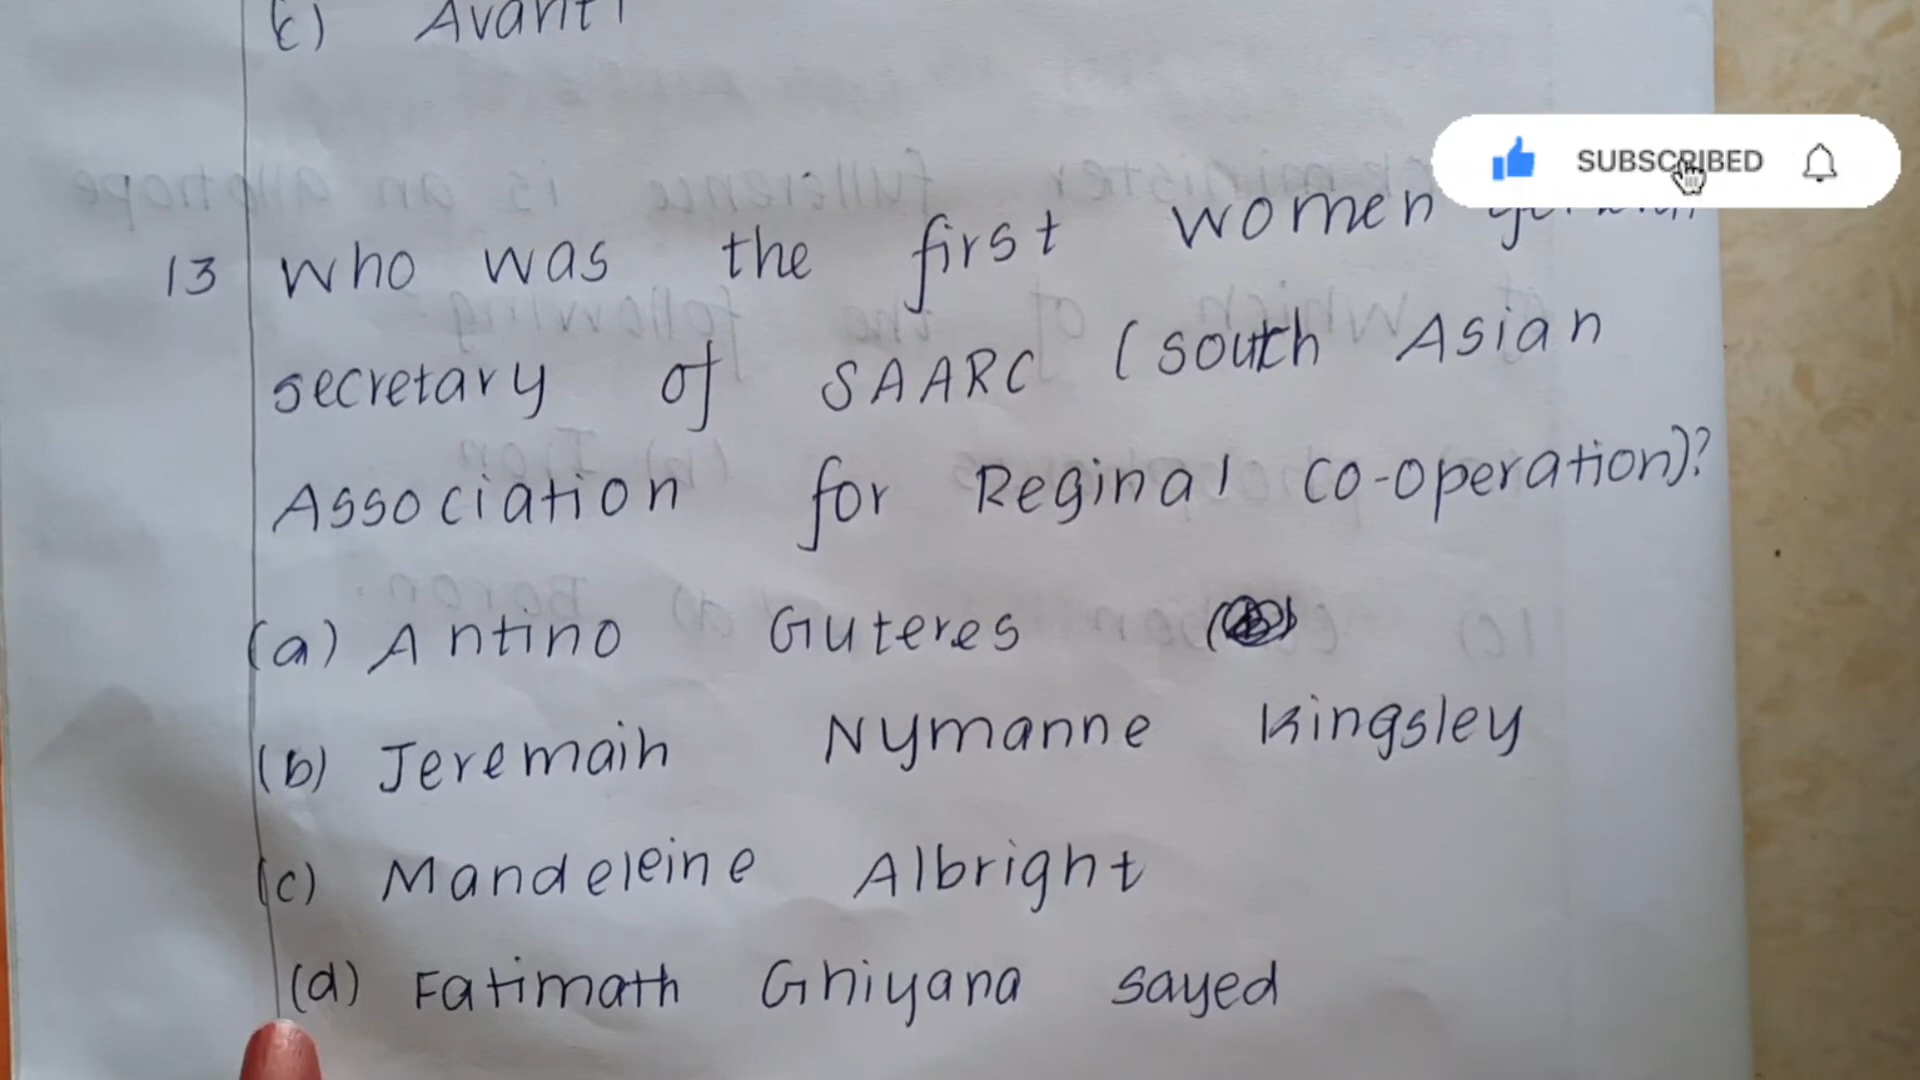 (c) Avanti
SUBSCRIBED
13 Who was the first women
secretary of SAARC (south Asian
Association for Reginal co-operation)?
(a) Antino Guteres
(b) Jeremaih Nymanne Kingsley
(c) Mandeleine Albright
(d) Fatimath Ghiyana sayed